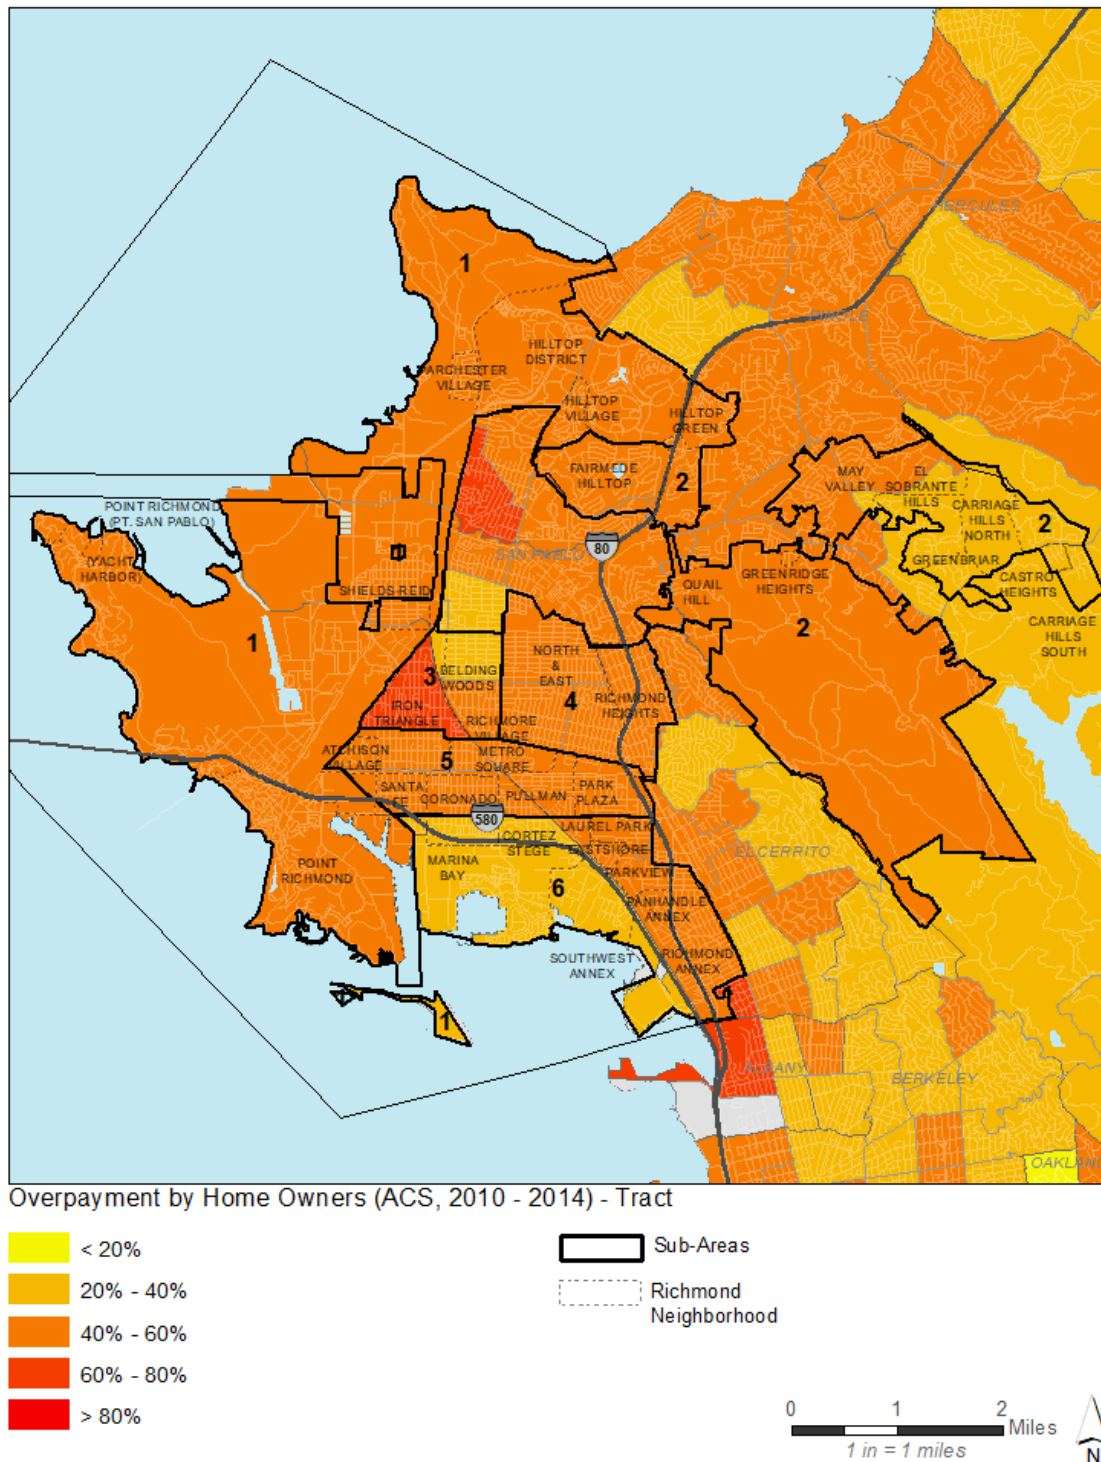 HERCULES
1
PINOLE
HILLTOP
DISTRICT
PARCHESTER
VILLAGE
HILLTOP
VILLAGE
HILLTOP
GREEN
FAIRMEDE
HILLTOP
2
MAY
VALLEY
EL
SOBRANTE
HILLS
CARRIAGE
HILLS
NORTH
2
POINT RICHMOND
(PT. SAN PABLO)
(YACHT
HARBOR)
SAN PABLO
80
GREENBRIAR
SHIELDS-REID
QUAIL
HILL
GREENRIDGE
HEIGHTS
CASTRO
HEIGHTS
CARRIAGE
HILLS
SOUTH
1
2
3
BELDING
WOODS
NORTH
&
EAST
4
RICHMOND
HEIGHTS
IRON
TRIANGLE
RICHMORE
VILLAGE
ATCHISON
VILLAGE
5
METRO
SQUARE
SANTA
FE
CORONADO
PULLMAN
PARK
PLAZA
580
LAUREL PARK
CORTEZ
STEGE
EASTSHORE
EL CERRITO
POINT
RICHMOND
MARINA
BAY
PARKVIEW
6
PANHANDLE
ANNEX
SOUTHWEST
ANNEX
RICHMOND
ANNEX
1
ALBANY
BERKELEY
OAKLAND
Overpayment by Home Owners (ACS, 2010 - 2014) - Tract
< 20%
20% - 40%
40% - 60%
60% - 80%
> 80%
Sub-Areas
Richmond
Neighborhood
0 1 2
Miles
1 in = 1 miles
N